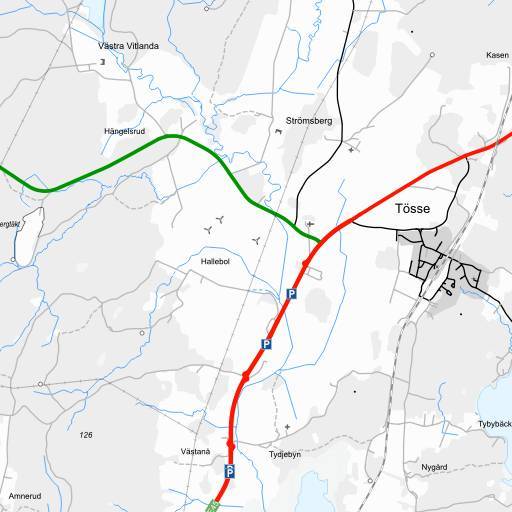 Västra Vitlanda
Kasen
Strömsberg
Hängelsrud
Tösse
Hallebol
P
P
126
Västanå
Tydjebyn
Tybybäck
Nygård
P
Amnerud